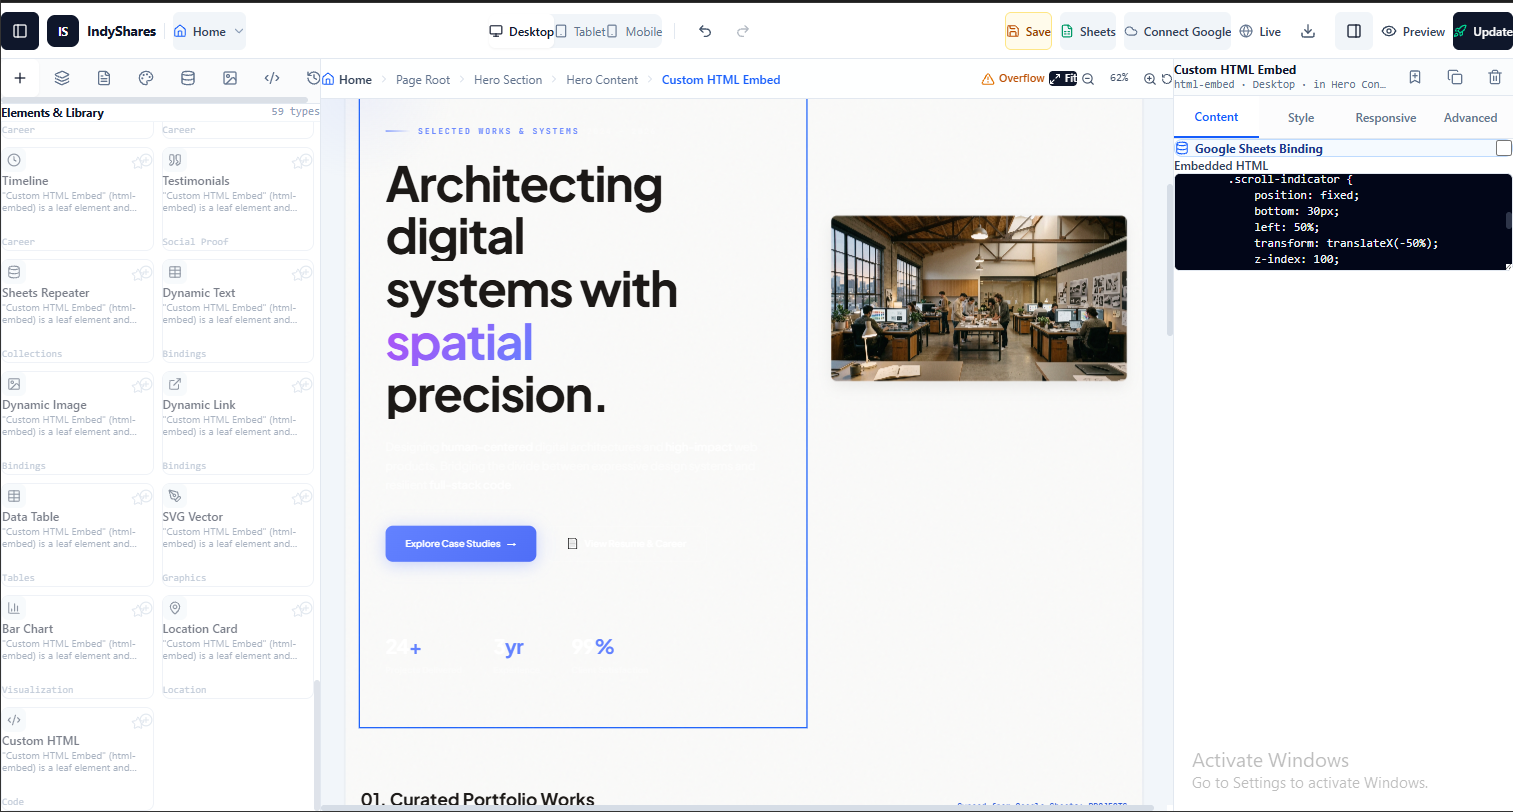 IS IndyShares Home Desktop Tablet Mobile Save Sheets Connect Google Live Preview Update
Home Page Root Hero Section Hero Content Custom HTML Embed Overflow Fit 62%
Elements & Library 59 types
Career Career
Timeline
"Custom HTML Embed" (html-
embed) is a leaf element and...
Career
Testimonials
"Custom HTML Embed" (html-
embed) is a leaf element and...
Social Proof
Sheets Repeater
"Custom HTML Embed" (html-
embed) is a leaf element and...
Collections
Dynamic Text
"Custom HTML Embed" (html-
embed) is a leaf element and...
Bindings
Dynamic Image
"Custom HTML Embed" (html-
embed) is a leaf element and...
Bindings
Dynamic Link
"Custom HTML Embed" (html-
embed) is a leaf element and...
Bindings
Data Table
"Custom HTML Embed" (html-
embed) is a leaf element and...
Tables
SVG Vector
"Custom HTML Embed" (html-
embed) is a leaf element and...
Graphics
Bar Chart
"Custom HTML Embed" (html-
embed) is a leaf element and...
Visualization
Location Card
"Custom HTML Embed" (html-
embed) is a leaf element and...
Location
Custom HTML
"Custom HTML Embed" (html-
embed) is a leaf element and...
Code
SELECTED WORKS & SYSTEMS
Architecting
digital
systems with
spatial
precision.
Explore Case Studies →
24+ 3yr 99%
01. Curated Portfolio Works
Custom HTML Embed
html-embed · Desktop · in Hero Con…
Content Style Responsive Advanced
Google Sheets Binding
Embedded HTML
.scroll-indicator {
position: fixed;
bottom: 30px;
left: 50%;
transform: translateX(-50%);
z-index: 100;
Activate Windows
Go to Settings to activate Windows.